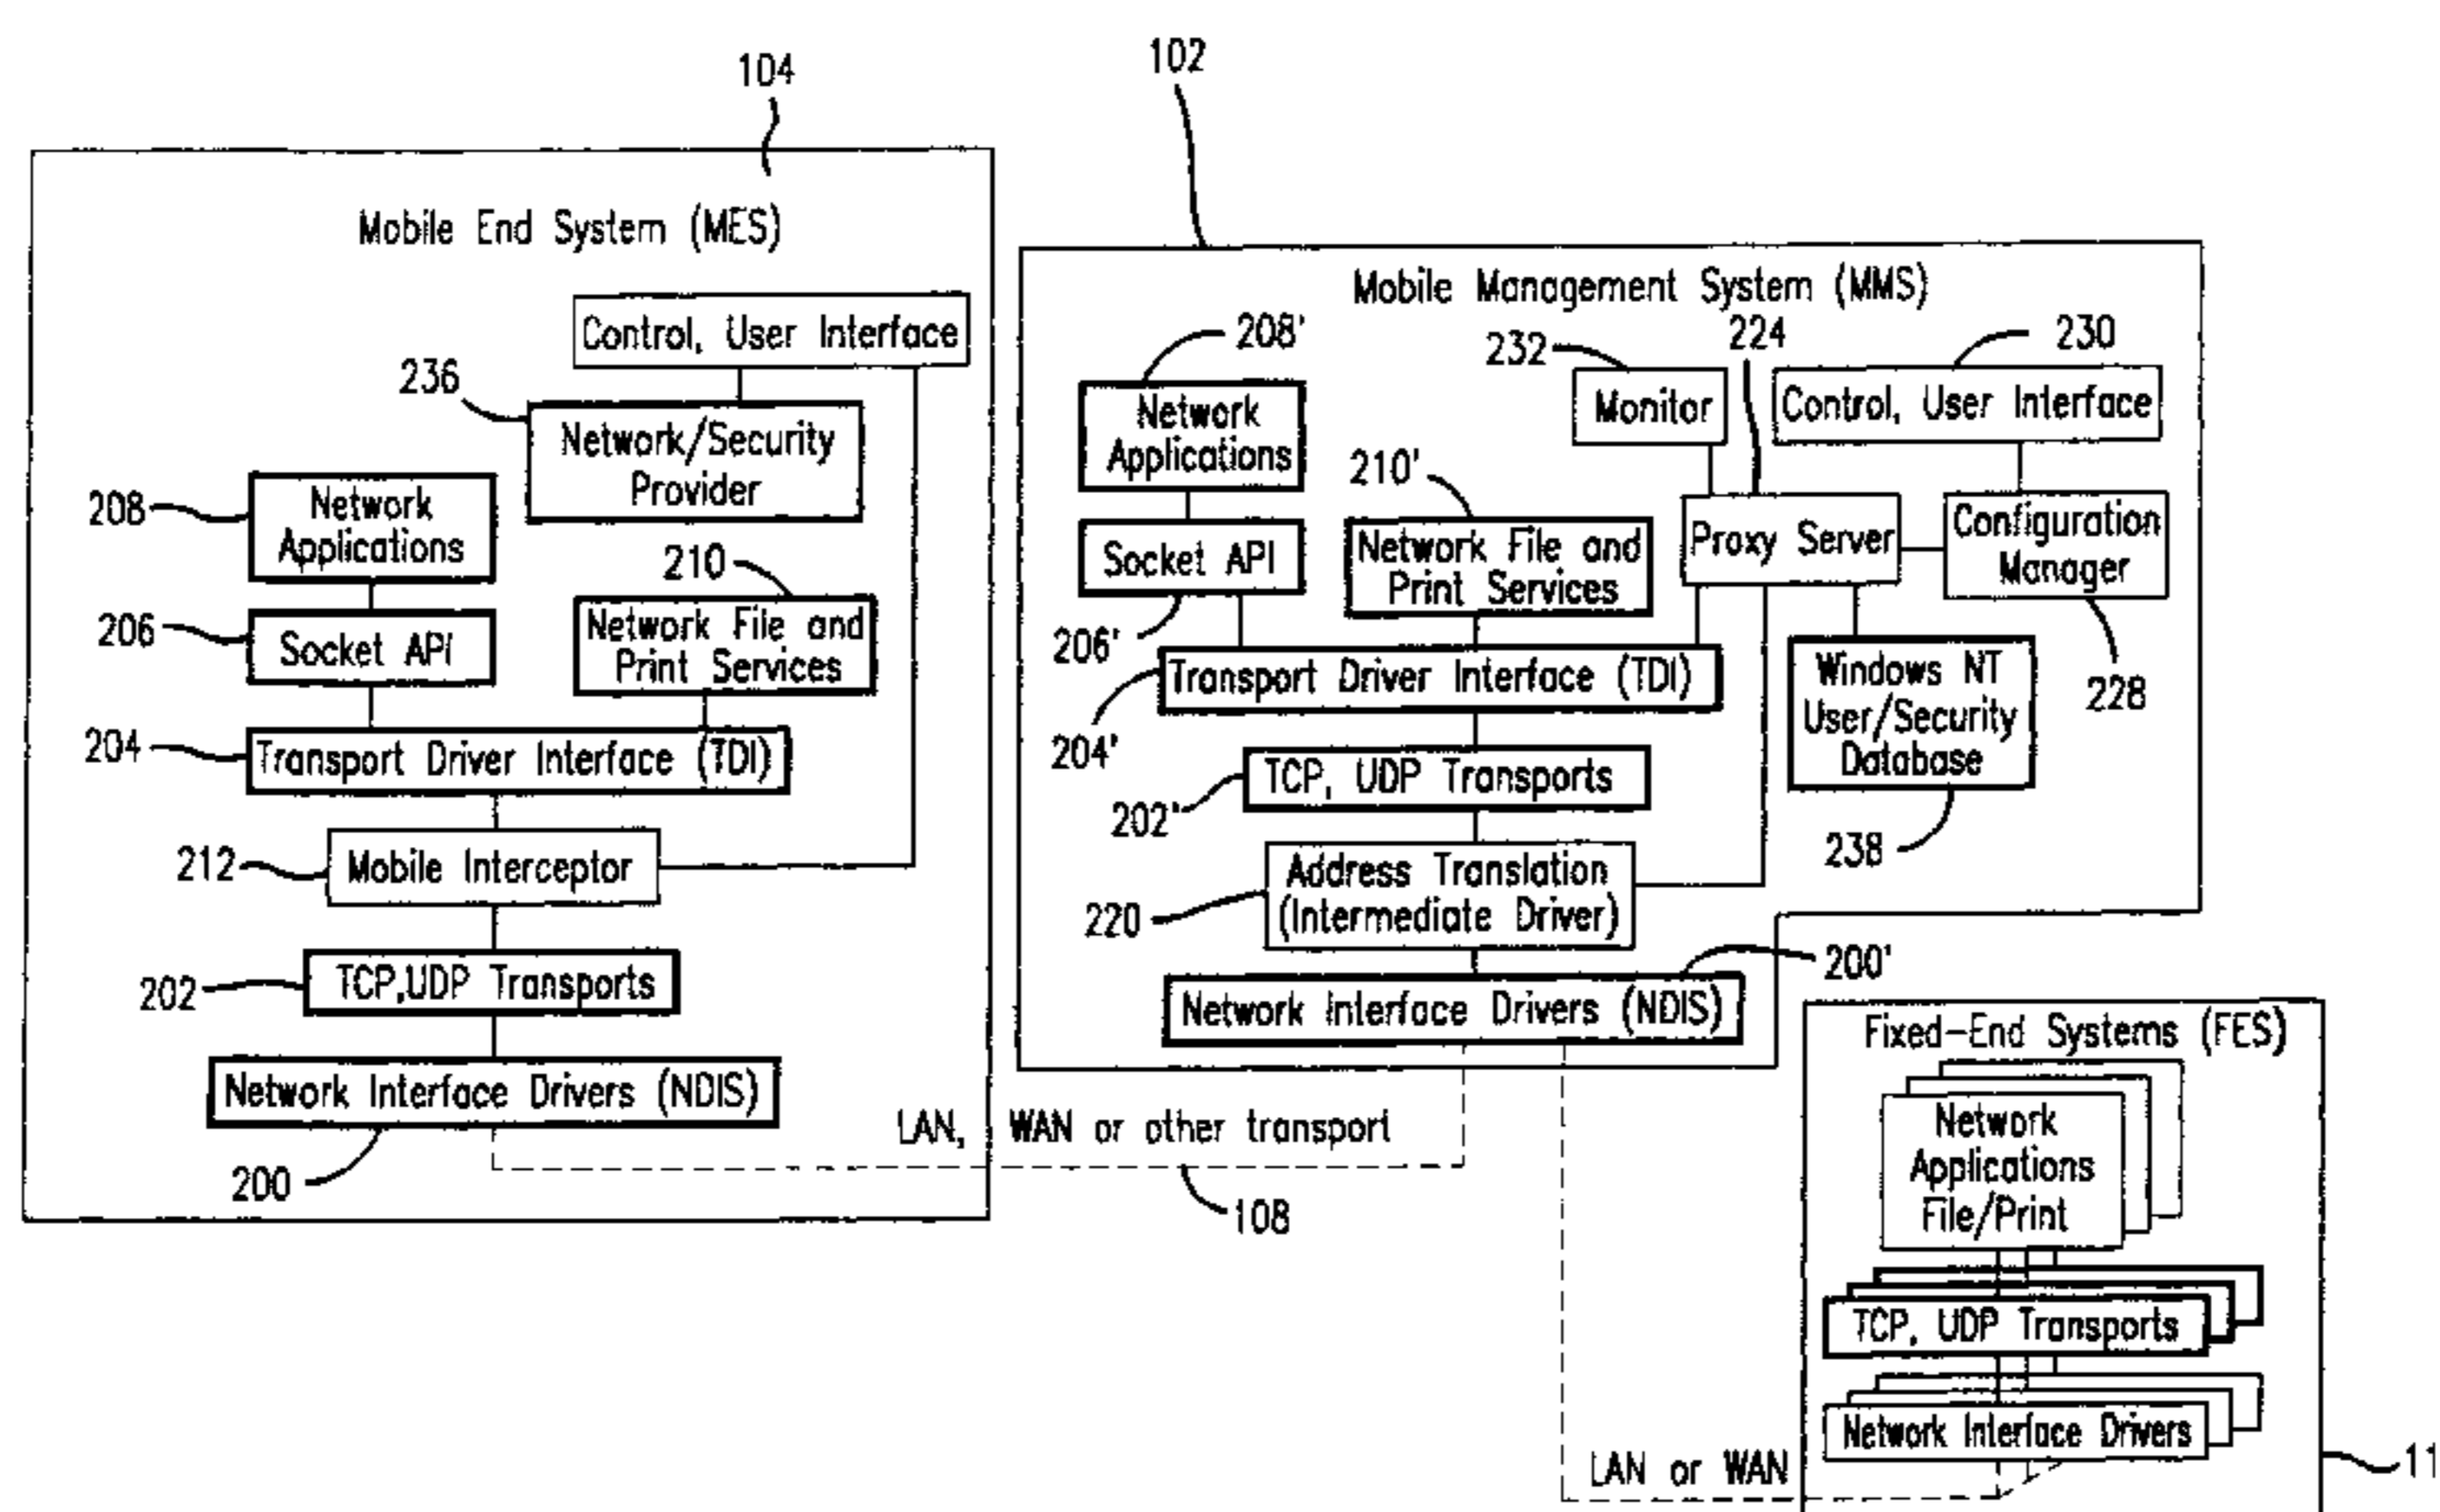 104
102
Mobile End System (MES)
Control, User Interface
236
Network/Security
Provider
208
Network
Applications
210
206
Socket API
Network File and
Print Services
204
Transport Driver Interface (TDI)
212
Mobile Interceptor
202
TCP,UDP Transports
Network Interface Drivers (NDIS)
200
LAN, WAN or other transport
108
Mobile Management System (MMS)
208'
232
224
230
Network
Applications
Monitor
Control, User Interface
210'
Socket API
Network File and
Print Services
Proxy Server
Configuration
Manager
206'
228
204'
Transport Driver Interface (TDI)
Windows NT
User/Security
Database
202'
TCP, UDP Transports
238
220
Address Translation
(Intermediate Driver)
200'
Network Interface Drivers (NDIS)
Fixed-End Systems (FES)
Network
Applications
File/Print
TCP, UDP Transports
Network Interface Drivers
LAN or WAN
11